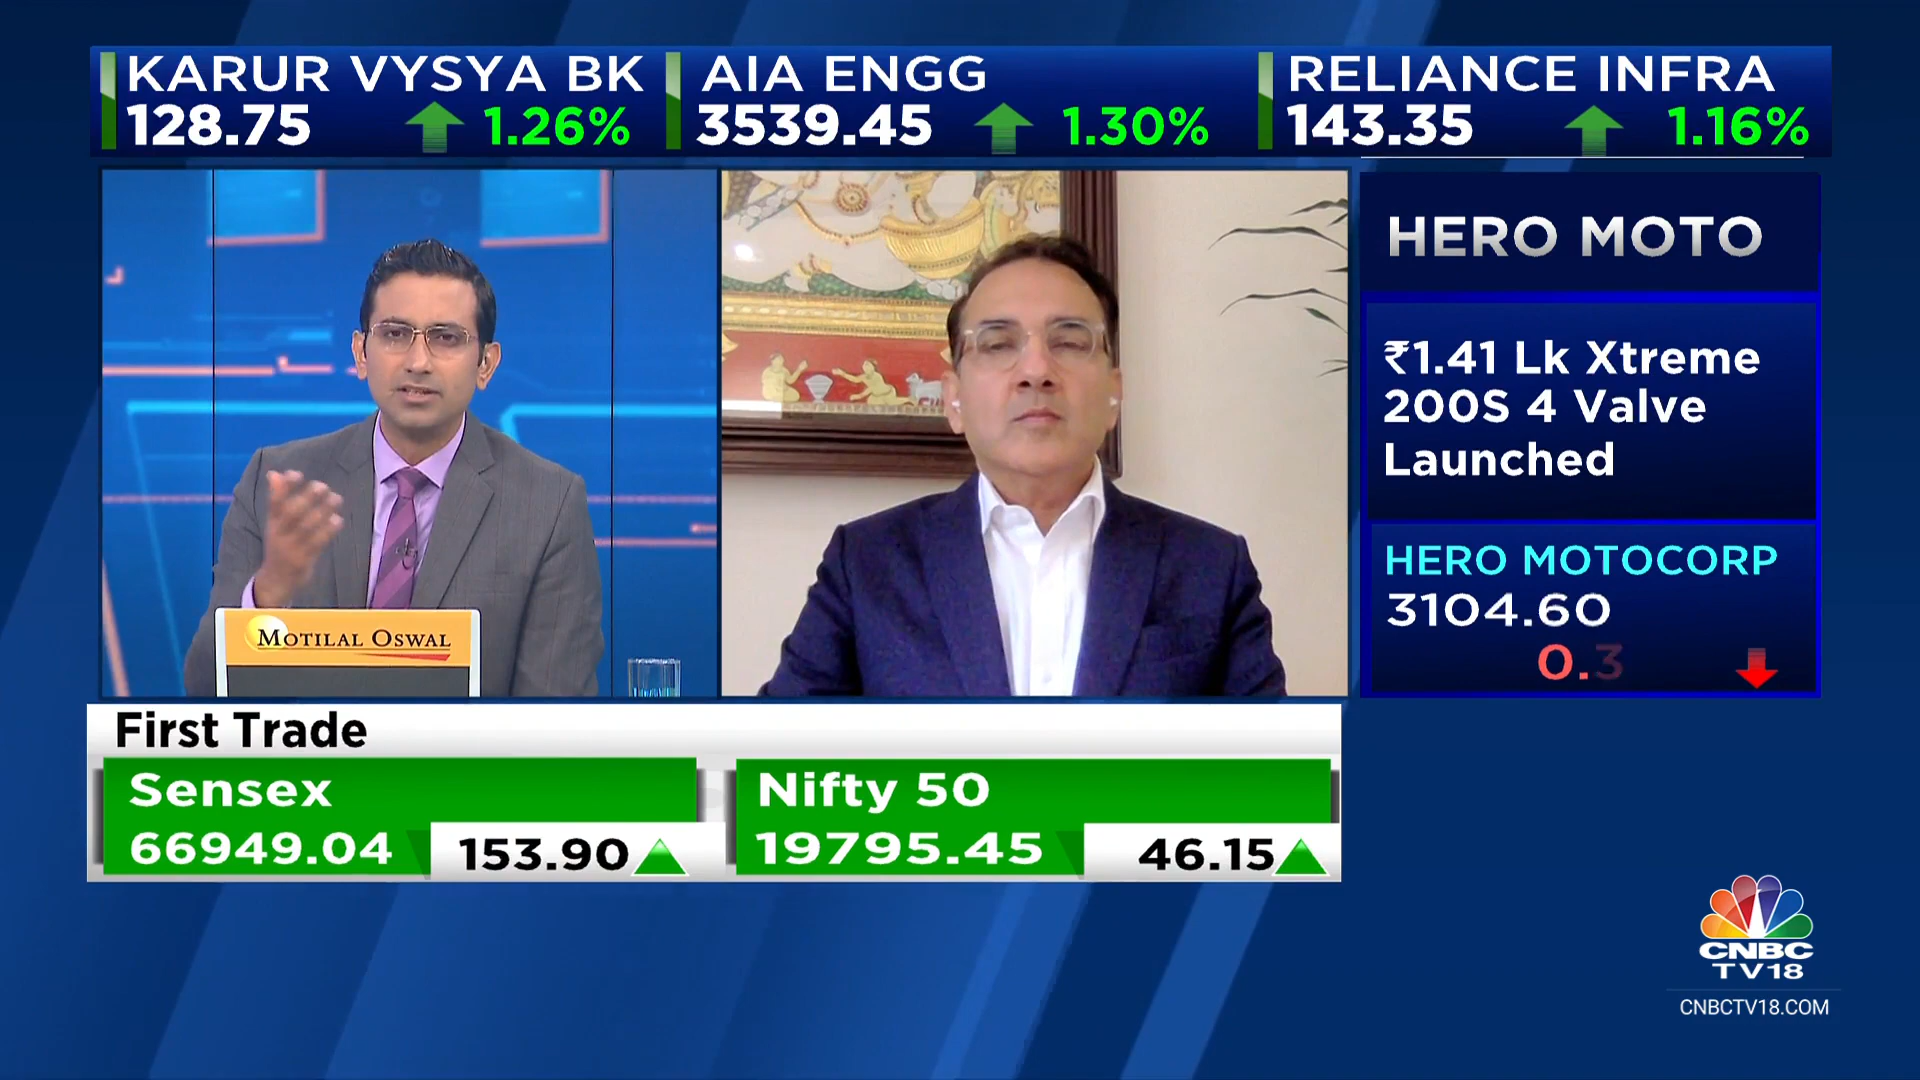 KARUR VYSYA BK
128.75 1.26%
AIA ENGG
3539.45 1.30%
RELIANCE INFRA
143.35 1.16%
HERO MOTO
₹1.41 Lk Xtreme
200S 4 Valve
Launched
HERO MOTOCORP
3104.60
0.3
MOTILAL OSWAL
First Trade
Sensex
66949.04 153.90
Nifty 50
19795.45 46.15
CNBC
TV18
CNBCTV18.COM